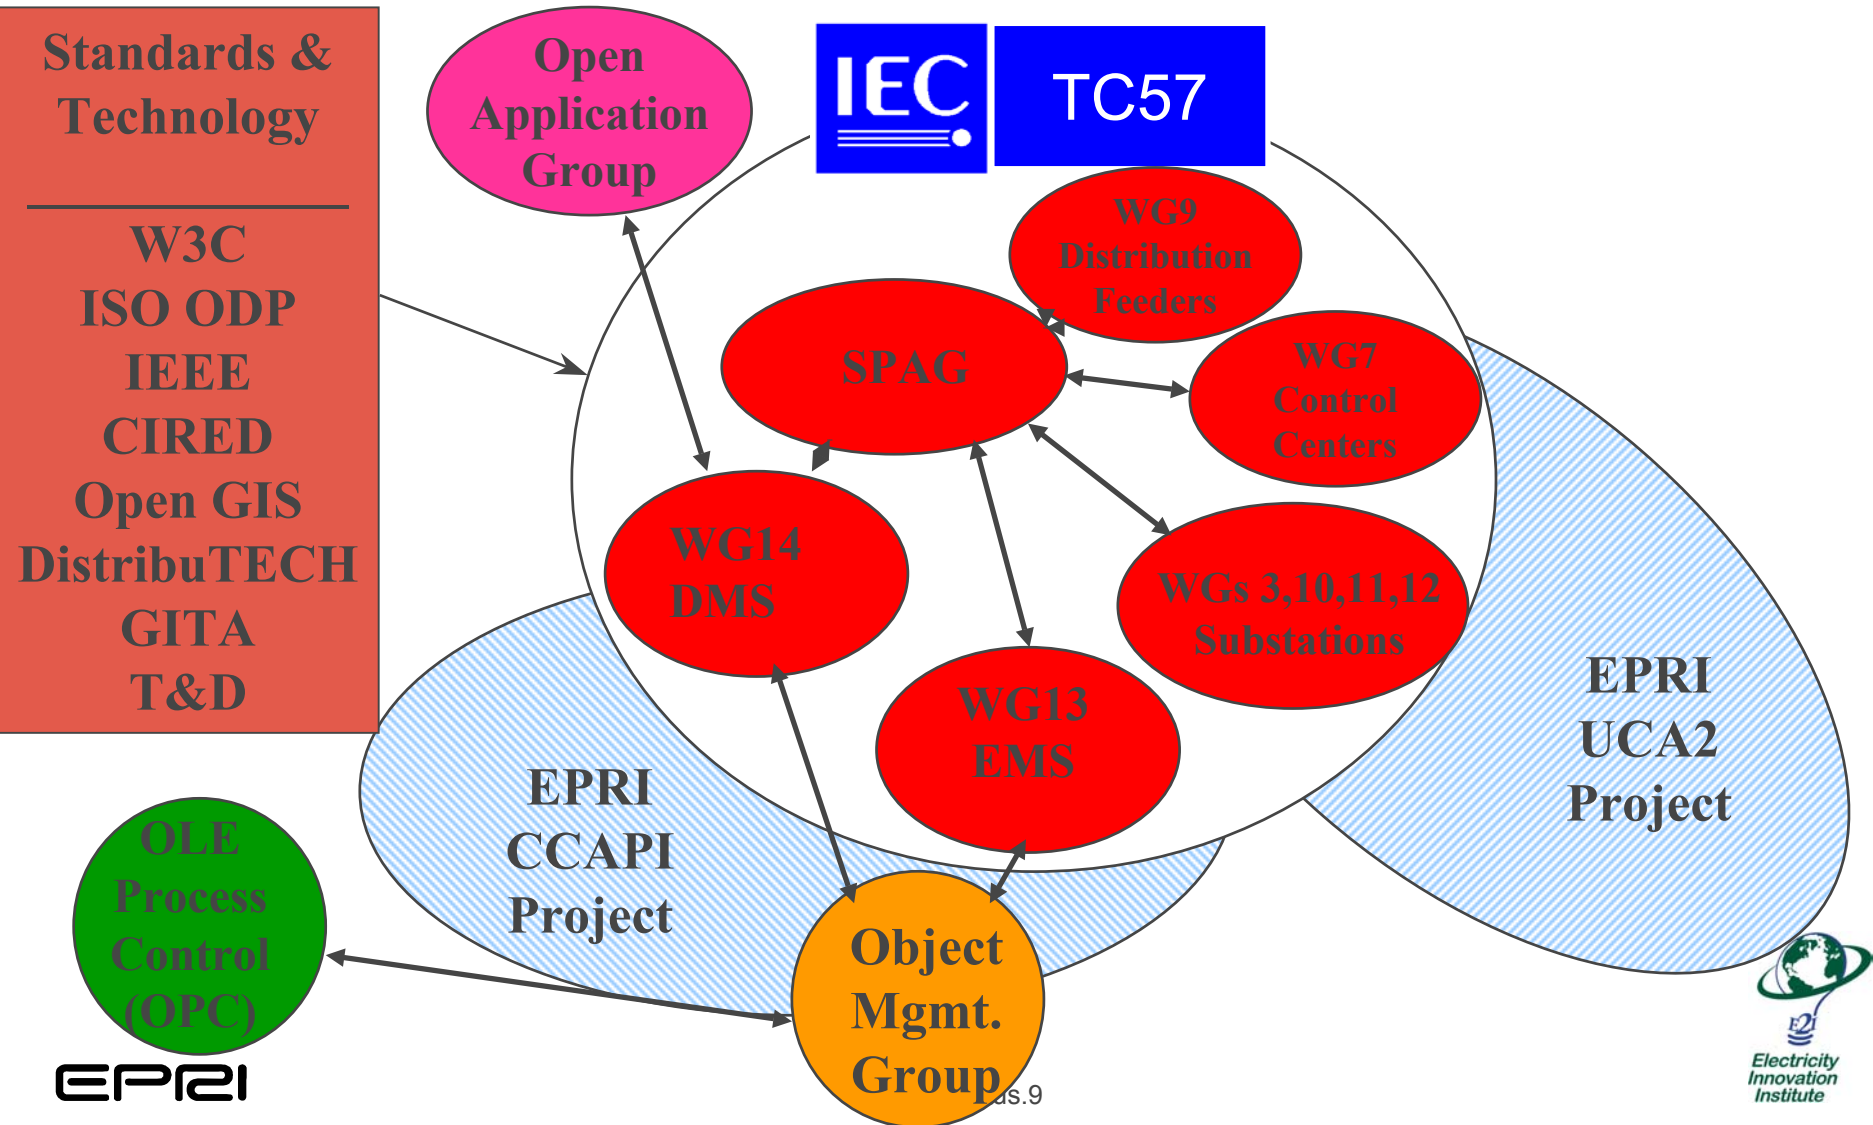 Standards &
Technology
W3C
ISO ODP
IEEE
CIRED
Open GIS
DistribuTECH
GITA
T&D
Open
Application
Group
IEC
TC57
WG9
Distribution
Feeders
SPAG
WG7
Control
Centers
WG14
DMS
WGs 3,10,11,12
Substations
WG13
EMS
EPRI
UCA2
Project
EPRI
CCAPI
Project
OLE
Process
Control
(OPC)
Object
Mgmt.
Group
EPRI
E2I
Electricity
Innovation
Institute